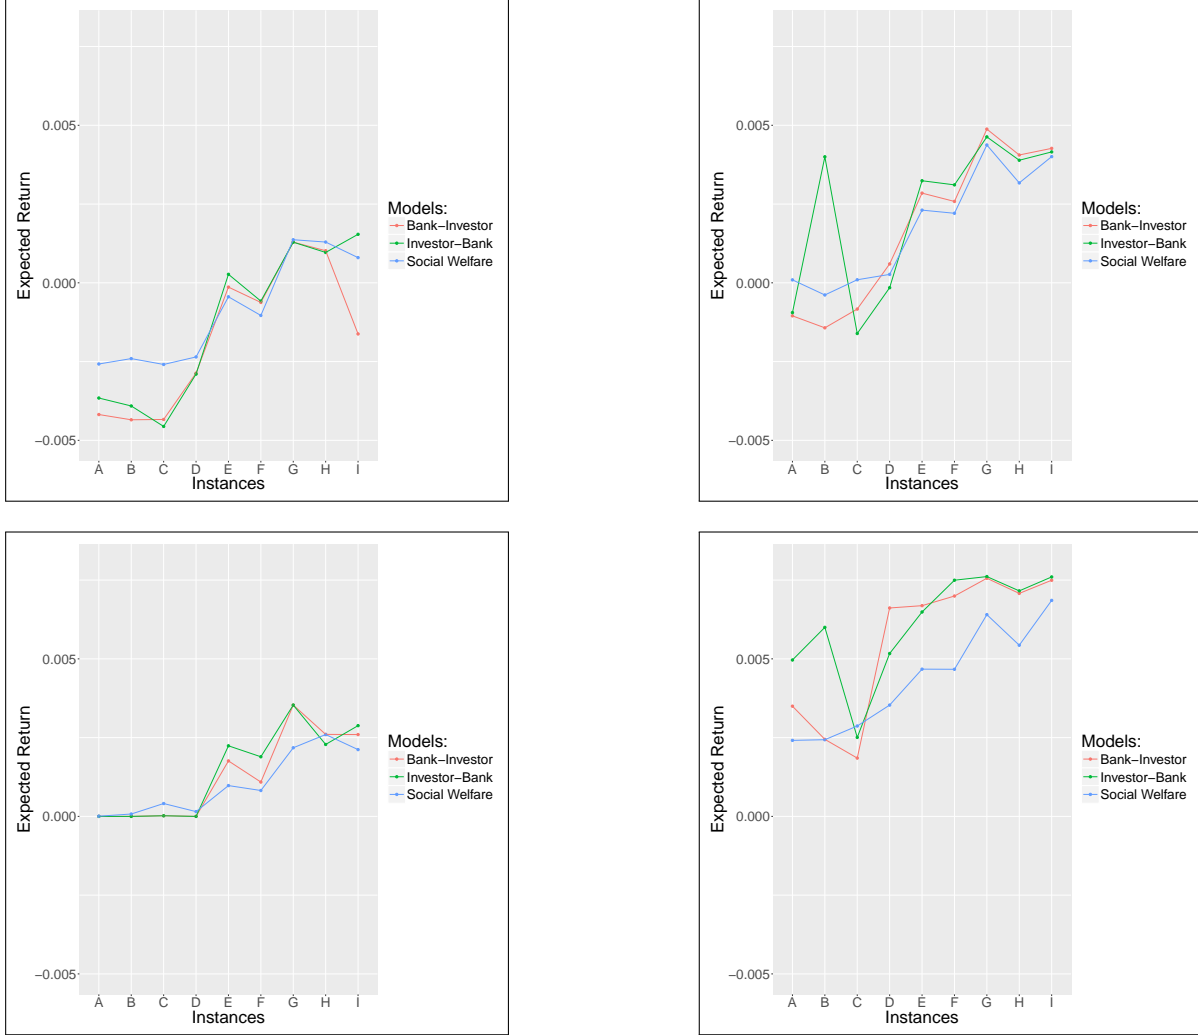 Expected Return
0.005
0.000
−0.005
A B C D E F G H I
Instances
Models:
Bank−Investor
Investor−Bank
Social Welfare
Expected Return
0.005
0.000
−0.005
A B C D E F G H I
Instances
Models:
Bank−Investor
Investor−Bank
Social Welfare
Expected Return
0.005
0.000
−0.005
A B C D E F G H I
Instances
Models:
Bank−Investor
Investor−Bank
Social Welfare
Expected Return
0.005
0.000
−0.005
A B C D E F G H I
Instances
Models:
Bank−Investor
Investor−Bank
Social Welfare